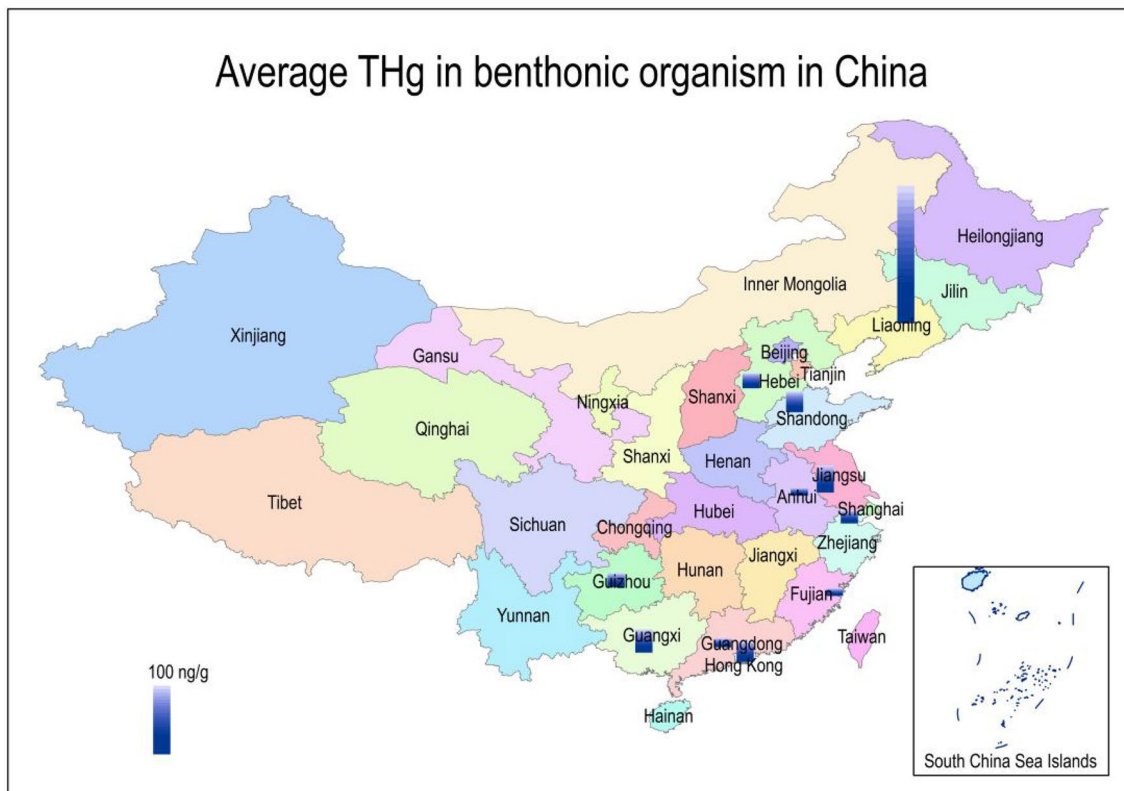 Average THg in benthonic organism in China
Heilongjiang
Jilin
Inner Mongolia
Liaoning
Xinjiang
Gansu
Beijing
Tianjin
Hebei
Ningxia
Shanxi
Shandong
Qinghai
Shanxi
Henan
Jiangsu
Anhui
Tibet
Sichuan
Chongqing
Hubei
Shanghai
Zhejiang
Jiangxi
Hunan
Guizhou
Fujian
Yunnan
Guangxi
Guangdong
Taiwan
Hong Kong
100 ng/g
Hainan
South China Sea Islands